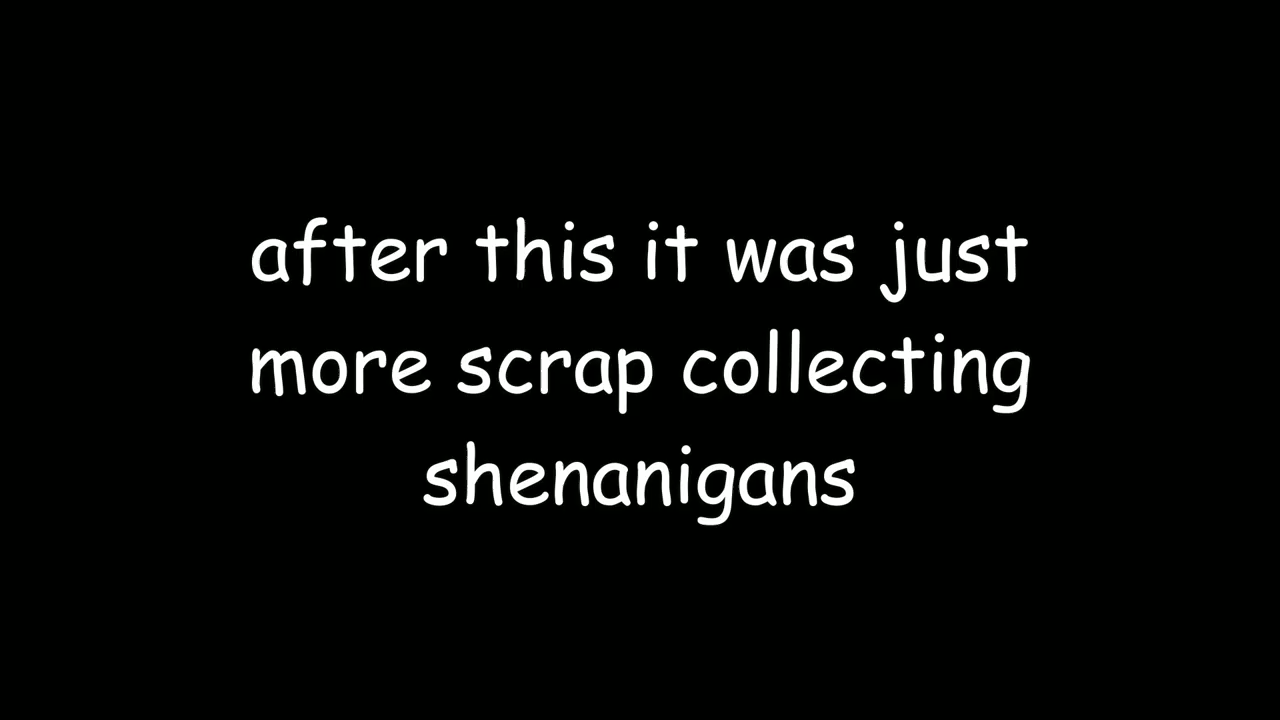 after this it was just
more scrap collecting
shenanigans